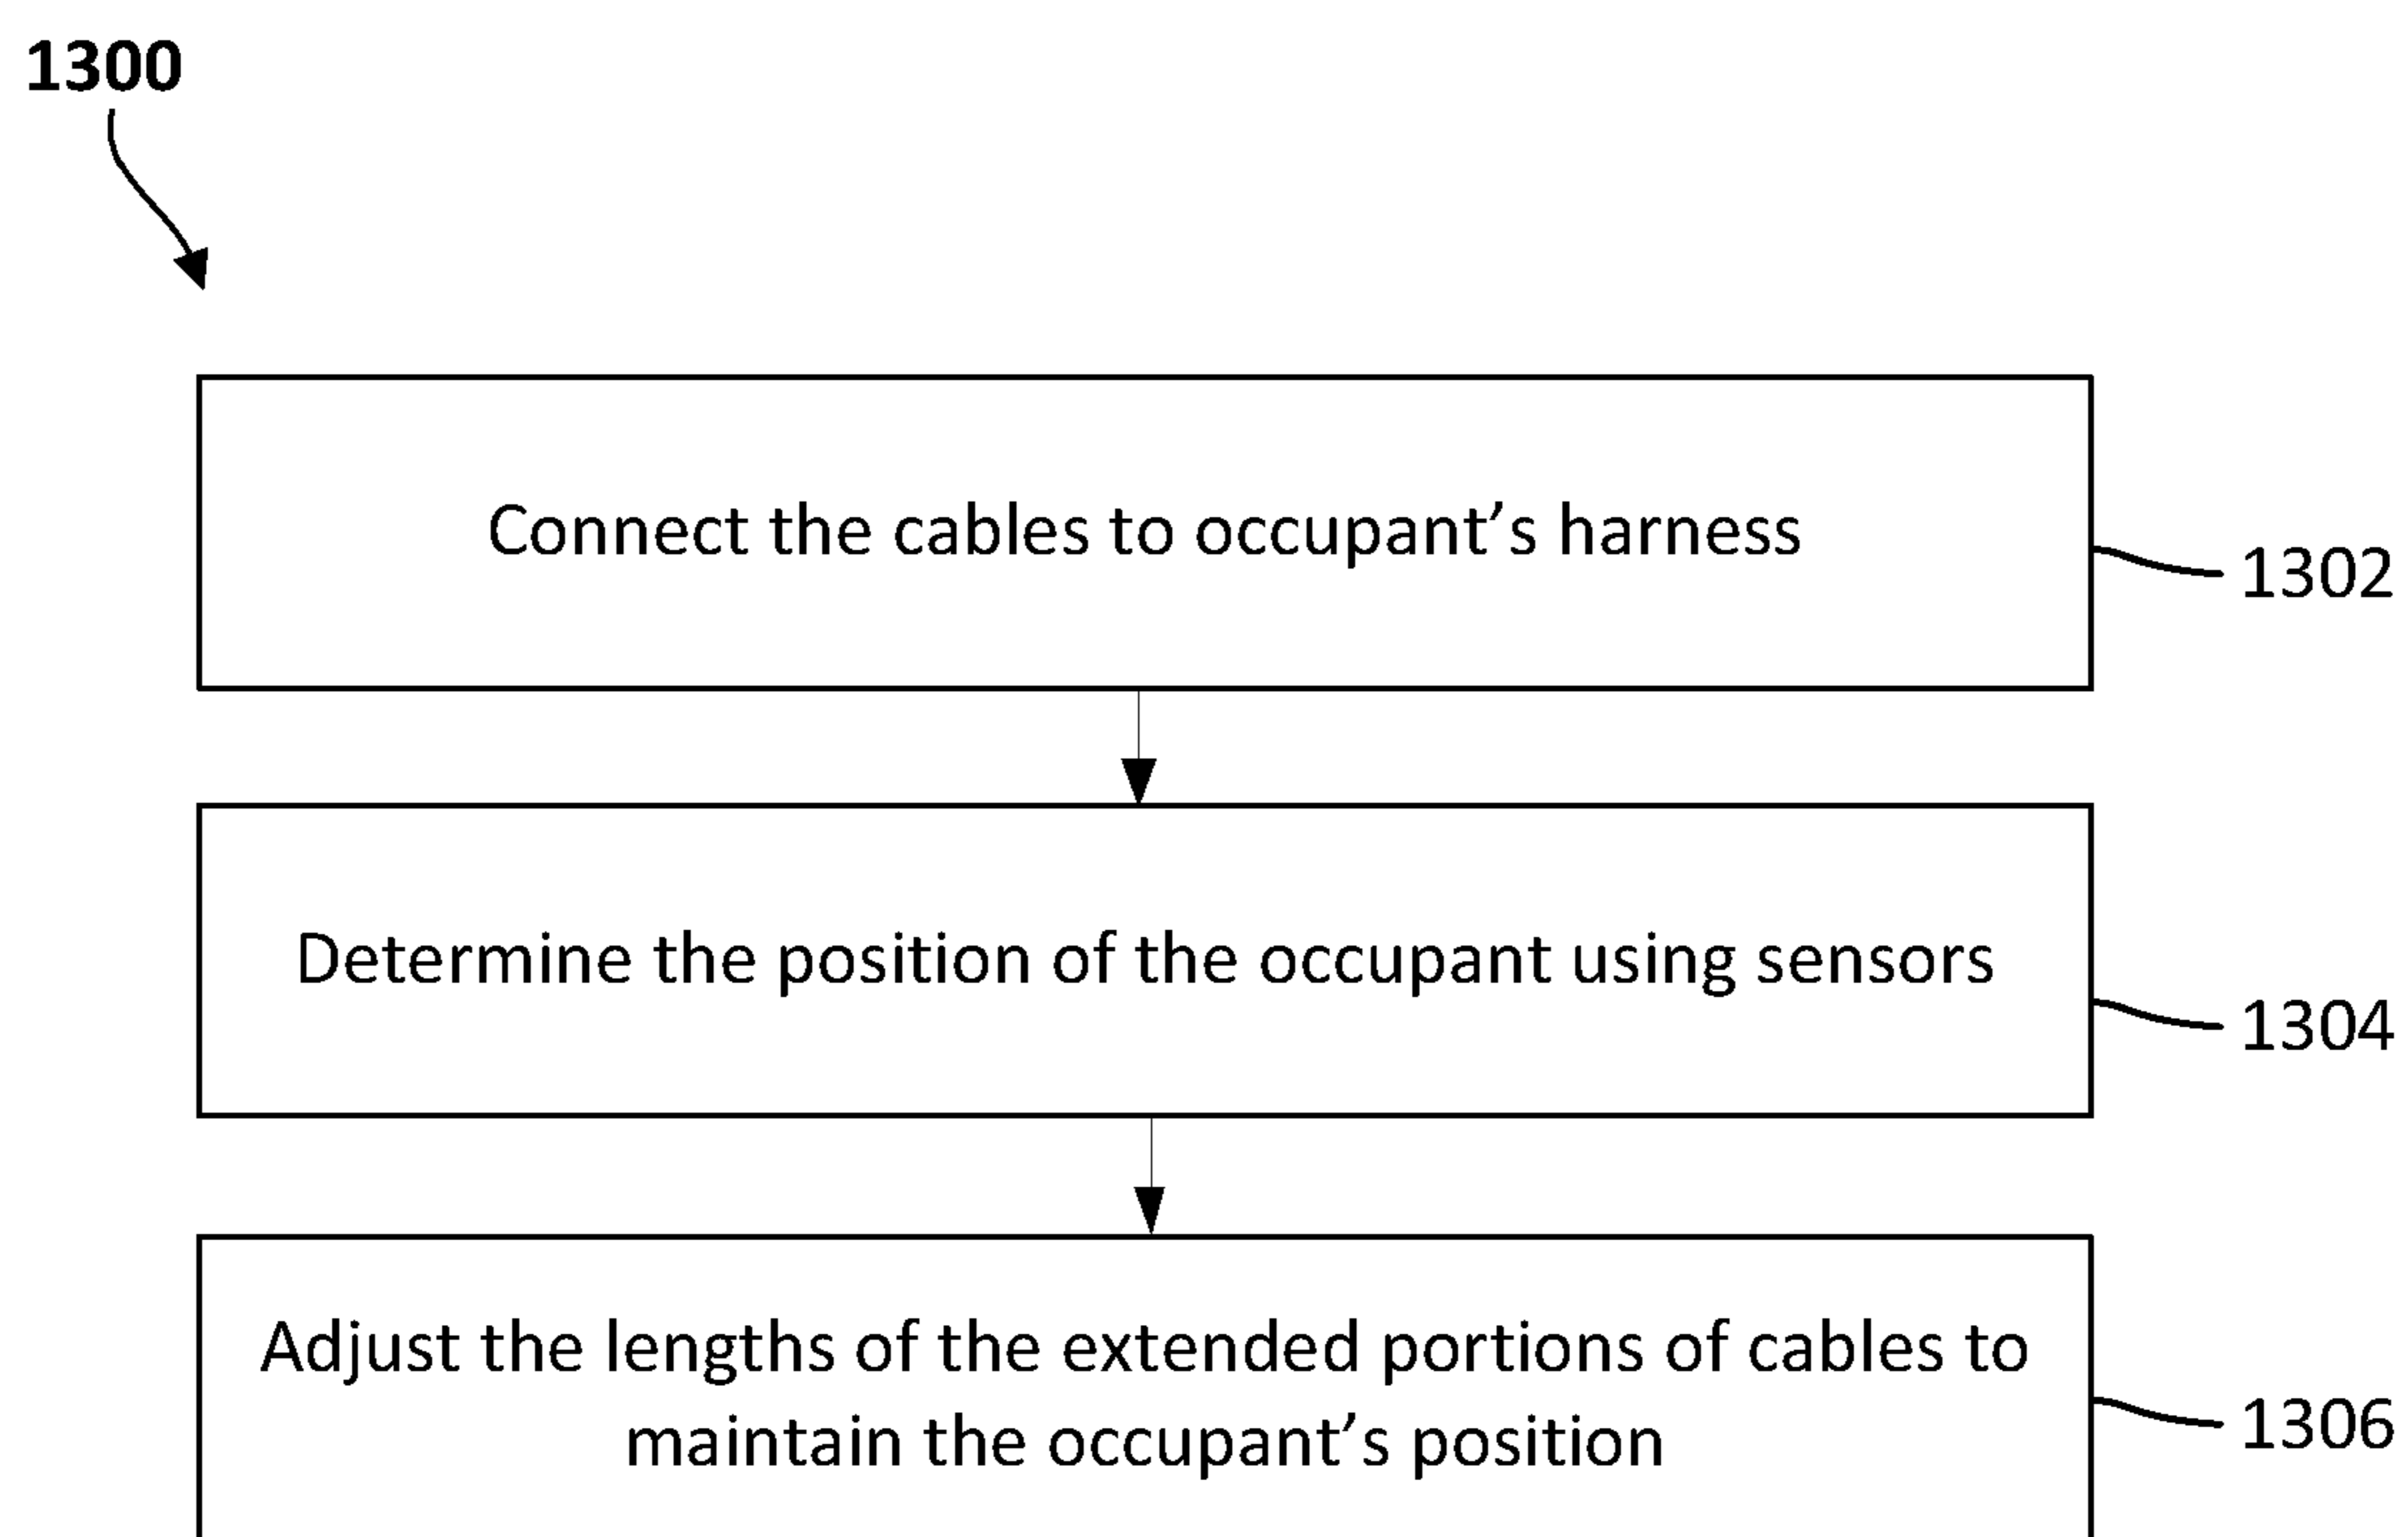 1300
Connect the cables to occupant’s harness
1302
Determine the position of the occupant using sensors
1304
Adjust the lengths of the extended portions of cables to
maintain the occupant’s position
1306